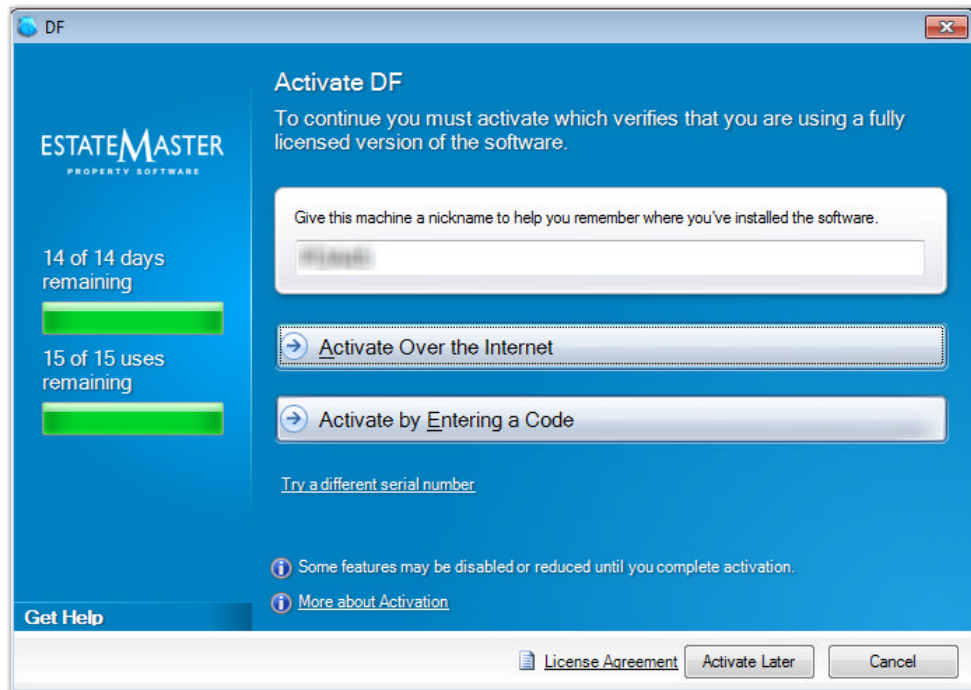 DF
ESTATEMASTER
PROPERTY SOFTWARE
14 of 14 days
remaining
15 of 15 uses
remaining
Get Help
Activate DF
To continue you must activate which verifies that you are using a fully
licensed version of the software.
Give this machine a nickname to help you remember where you've installed the software.
Activate Over the Internet
Activate by Entering a Code
Try a different serial number
Some features may be disabled or reduced until you complete activation.
More about Activation
License Agreement
Activate Later
Cancel